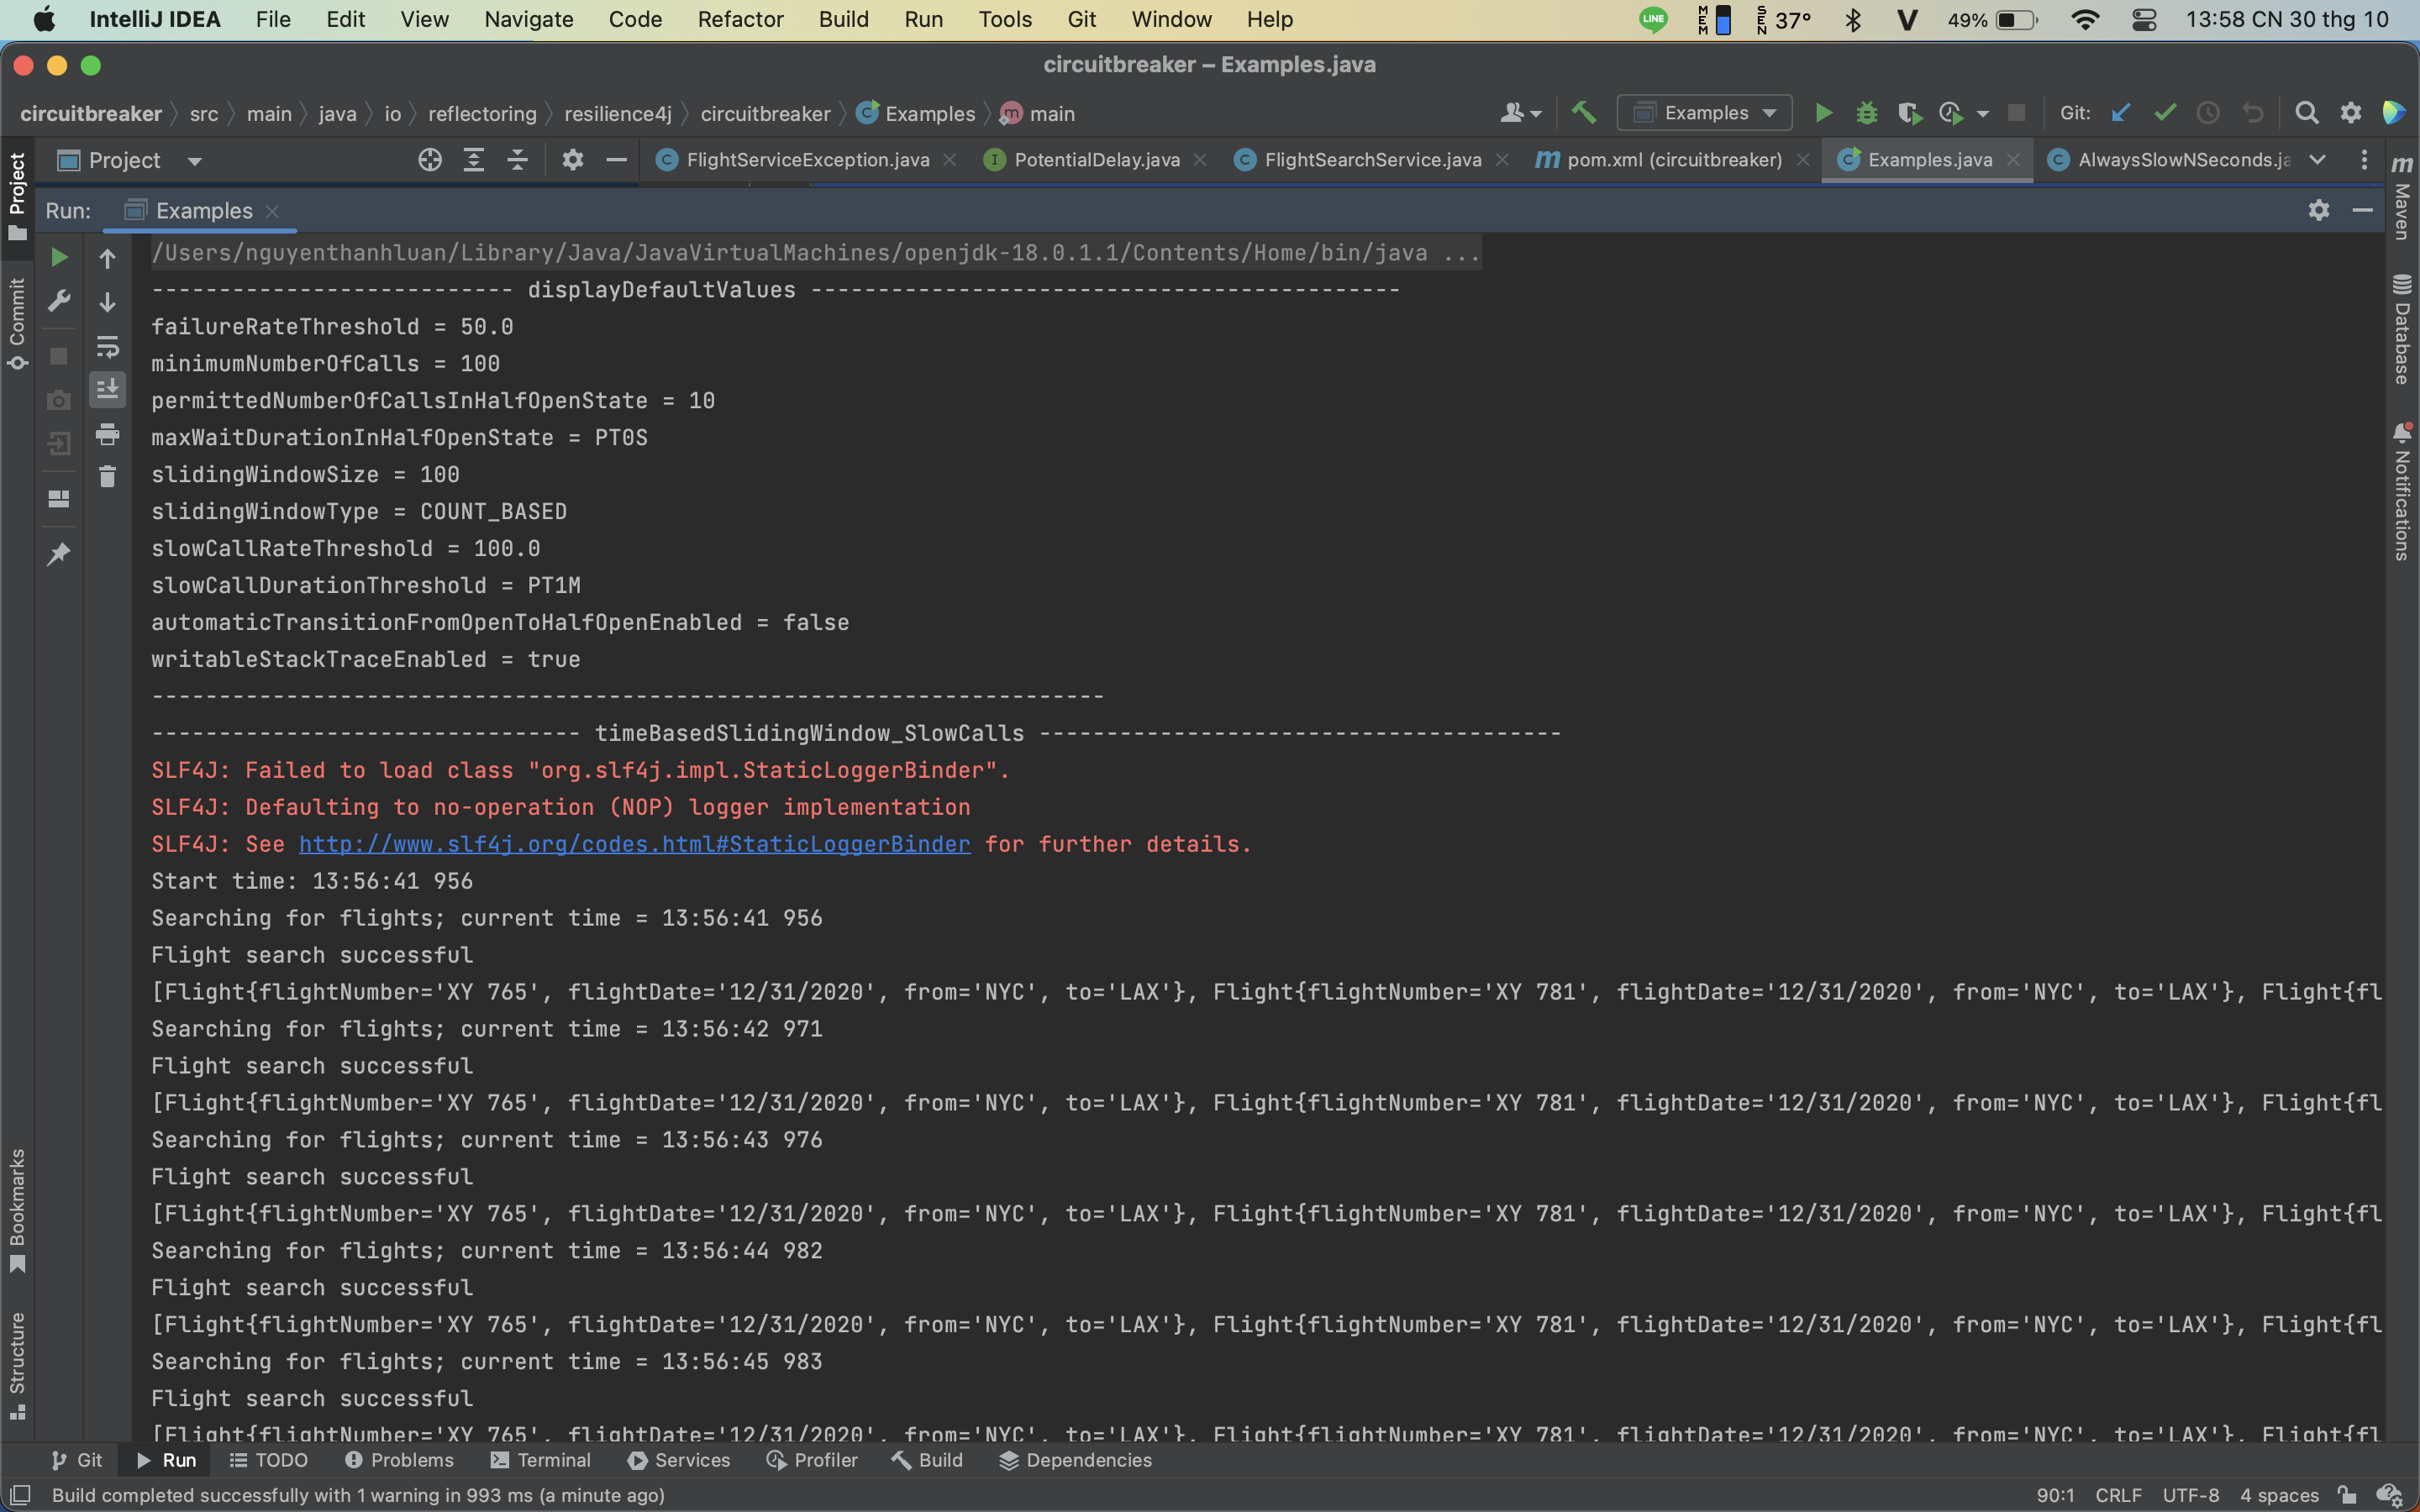 IntelliJ IDEA File Edit View Navigate Code Refactor Build Run Tools Git Window Help LINE MEM SEN 37° V 49% 13:58 CN 30 thg 10
circuitbreaker – Examples.java
circuitbreaker src main java io reflectoring resilience4j circuitbreaker Examples main Examples Git:
Project FlightServiceException.java PotentialDelay.java FlightSearchService.java pom.xml (circuitbreaker) Examples.java AlwaysSlowNSeconds.ja
Run: Examples
/Users/nguyenthanhluan/Library/Java/JavaVirtualMachines/openjdk-18.0.1.1/Contents/Home/bin/java ...
--------------------------- displayDefaultValues --------------------------------------------
failureRateThreshold = 50.0
minimumNumberOfCalls = 100
permittedNumberOfCallsInHalfOpenState = 10
maxWaitDurationInHalfOpenState = PT0S
slidingWindowSize = 100
slidingWindowType = COUNT_BASED
slowCallRateThreshold = 100.0
slowCallDurationThreshold = PT1M
automaticTransitionFromOpenToHalfOpenEnabled = false
writableStackTraceEnabled = true
-----------------------------------------------------------------------
-------------------------------- timeBasedSlidingWindow_SlowCalls ---------------------------------------
SLF4J: Failed to load class "org.slf4j.impl.StaticLoggerBinder".
SLF4J: Defaulting to no-operation (NOP) logger implementation
SLF4J: See http://www.slf4j.org/codes.html#StaticLoggerBinder for further details.
Start time: 13:56:41 956
Searching for flights; current time = 13:56:41 956
Flight search successful
[Flight{flightNumber='XY 765', flightDate='12/31/2020', from='NYC', to='LAX'}, Flight{flightNumber='XY 781', flightDate='12/31/2020', from='NYC', to='LAX'}, Flight{fl
Searching for flights; current time = 13:56:42 971
Flight search successful
[Flight{flightNumber='XY 765', flightDate='12/31/2020', from='NYC', to='LAX'}, Flight{flightNumber='XY 781', flightDate='12/31/2020', from='NYC', to='LAX'}, Flight{fl
Searching for flights; current time = 13:56:43 976
Flight search successful
[Flight{flightNumber='XY 765', flightDate='12/31/2020', from='NYC', to='LAX'}, Flight{flightNumber='XY 781', flightDate='12/31/2020', from='NYC', to='LAX'}, Flight{fl
Searching for flights; current time = 13:56:44 982
Flight search successful
[Flight{flightNumber='XY 765', flightDate='12/31/2020', from='NYC', to='LAX'}, Flight{flightNumber='XY 781', flightDate='12/31/2020', from='NYC', to='LAX'}, Flight{fl
Searching for flights; current time = 13:56:45 983
Flight search successful
[Flight{flightNumber='XY 765', flightDate='12/31/2020', from='NYC', to='LAX'}, Flight{flightNumber='XY 781', flightDate='12/31/2020', from='NYC', to='LAX'}, Flight{fl
Project
Commit
Bookmarks
Structure
Maven
Database
Notifications
Git Run TODO Problems Terminal Services Profiler Build Dependencies
Build completed successfully with 1 warning in 993 ms (a minute ago) 90:1 CRLF UTF-8 4 spaces